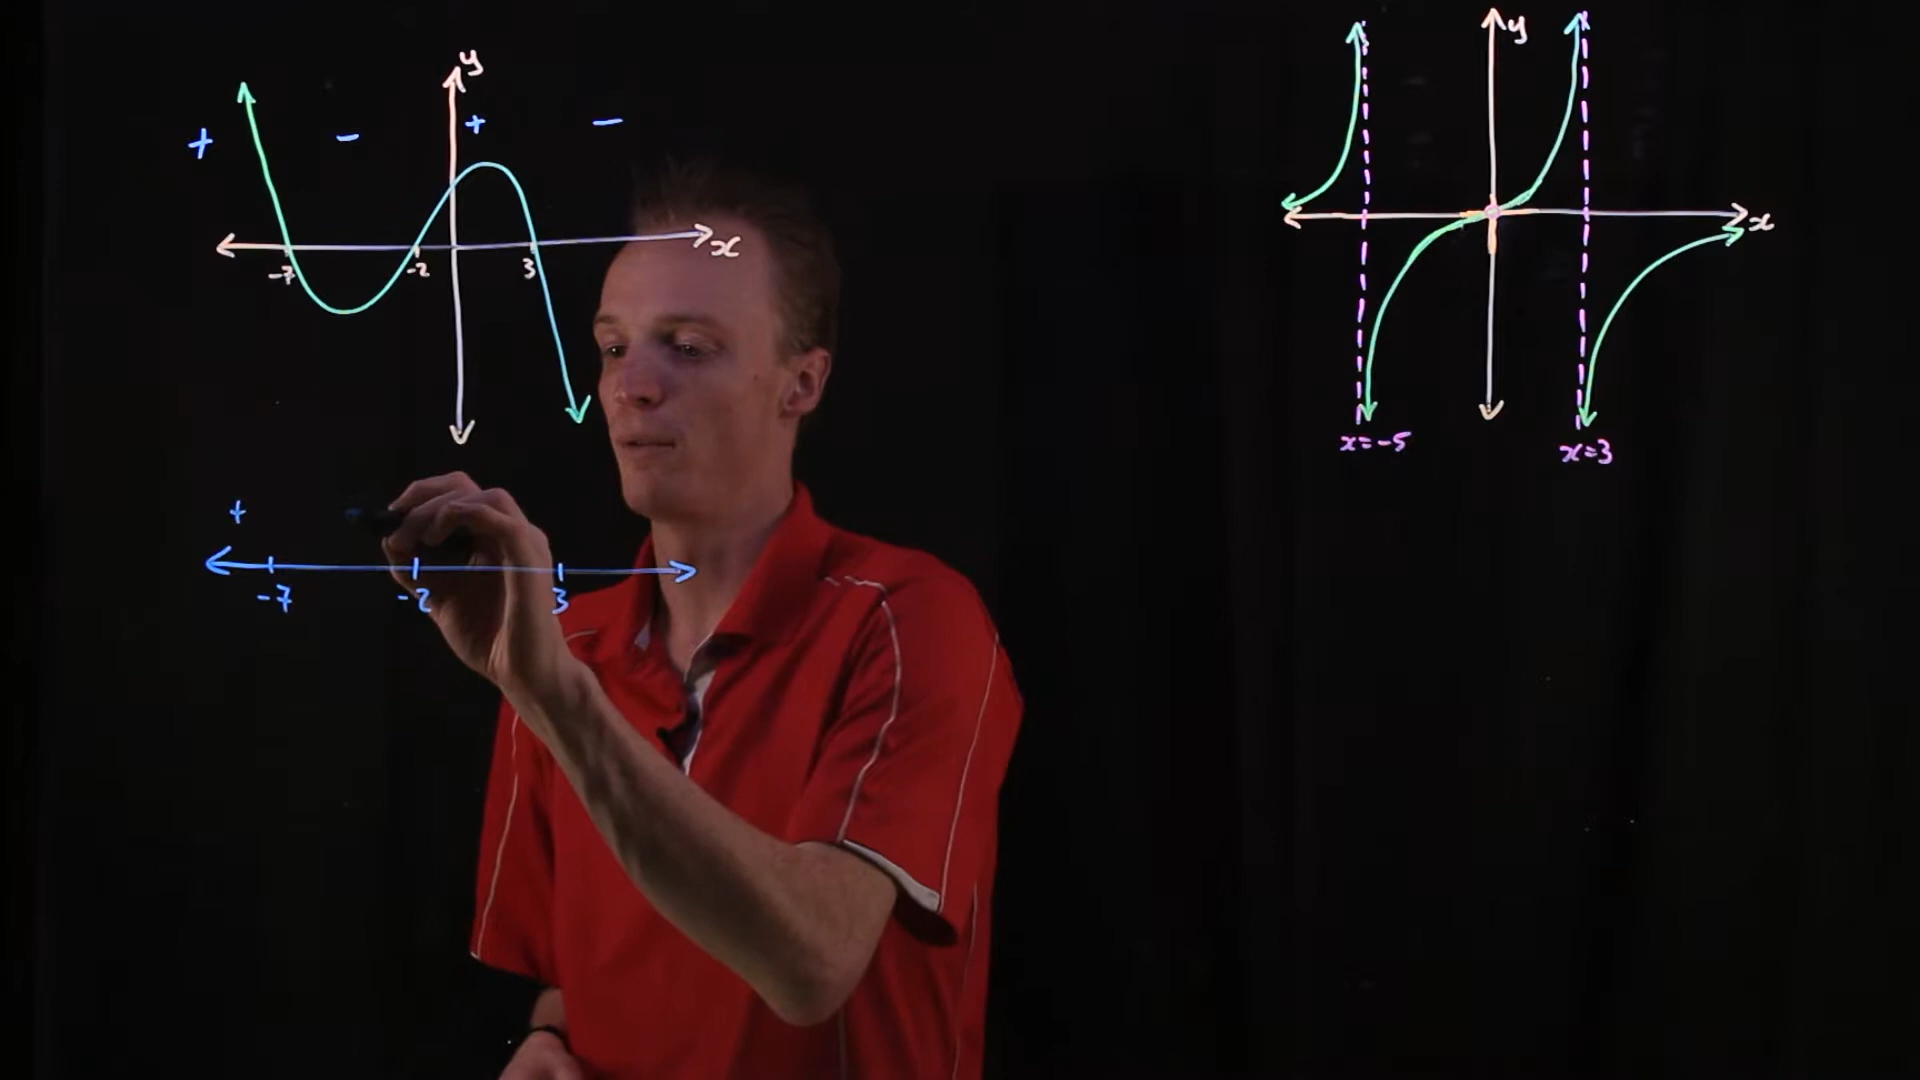 y
+ - + -
x
-7 -2 3
+
-7 -2 3
y
x
x=-5 x=3